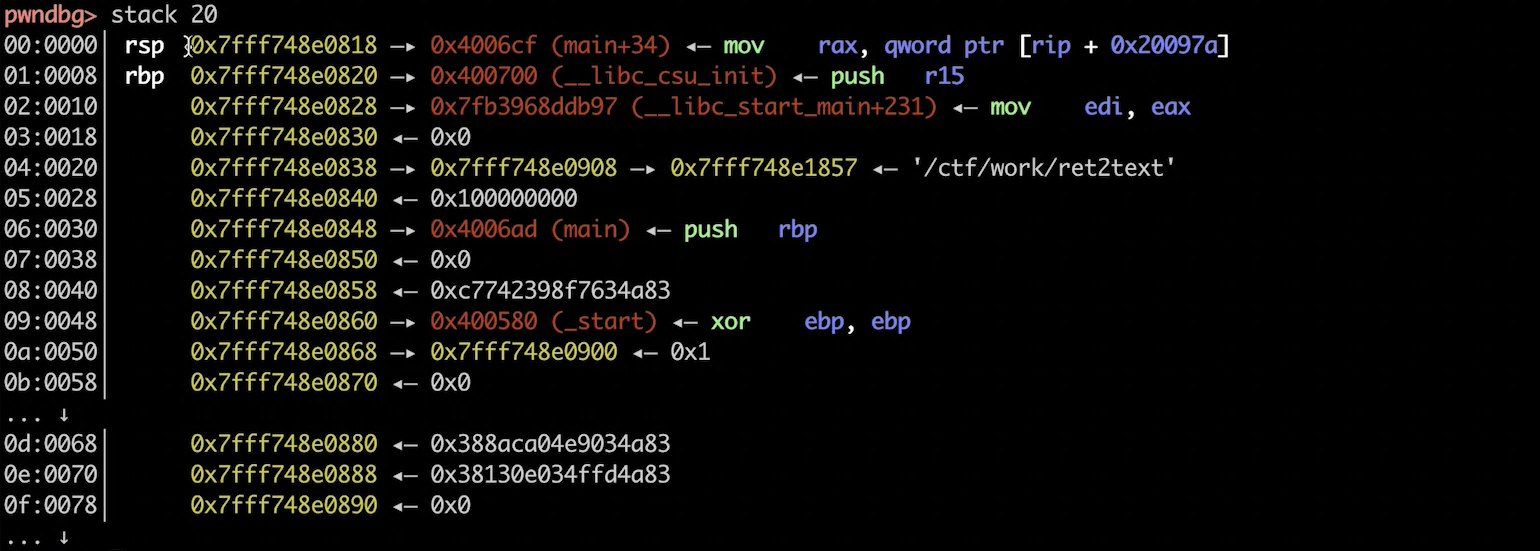 pwndbg> stack 20
00:0000│ rsp 0x7fff748e0818 —▸ 0x4006cf (main+34) ◂— mov rax, qword ptr [rip + 0x20097a]
01:0008│ rbp 0x7fff748e0820 —▸ 0x400700 (__libc_csu_init) ◂— push r15
02:0010│ 0x7fff748e0828 —▸ 0x7fb3968ddb97 (__libc_start_main+231) ◂— mov edi, eax
03:0018│ 0x7fff748e0830 ◂— 0x0
04:0020│ 0x7fff748e0838 —▸ 0x7fff748e0908 —▸ 0x7fff748e1857 ◂— '/ctf/work/ret2text'
05:0028│ 0x7fff748e0840 ◂— 0x100000000
06:0030│ 0x7fff748e0848 —▸ 0x4006ad (main) ◂— push rbp
07:0038│ 0x7fff748e0850 ◂— 0x0
08:0040│ 0x7fff748e0858 ◂— 0xc7742398f7634a83
09:0048│ 0x7fff748e0860 —▸ 0x400580 (_start) ◂— xor ebp, ebp
0a:0050│ 0x7fff748e0868 —▸ 0x7fff748e0900 ◂— 0x1
0b:0058│ 0x7fff748e0870 ◂— 0x0
... ↓
0d:0068│ 0x7fff748e0880 ◂— 0x388aca04e9034a83
0e:0070│ 0x7fff748e0888 ◂— 0x38130e034ffd4a83
0f:0078│ 0x7fff748e0890 ◂— 0x0
... ↓